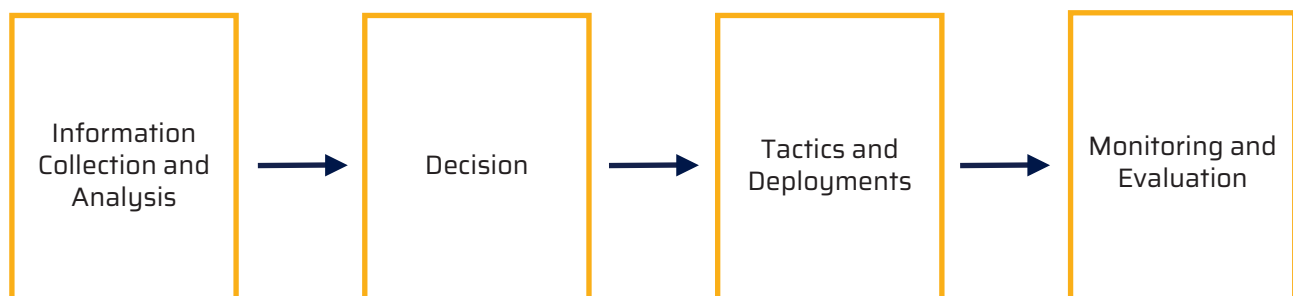 Information
Collection and
Analysis
Decision
Tactics and
Deployments
Monitoring and
Evaluation